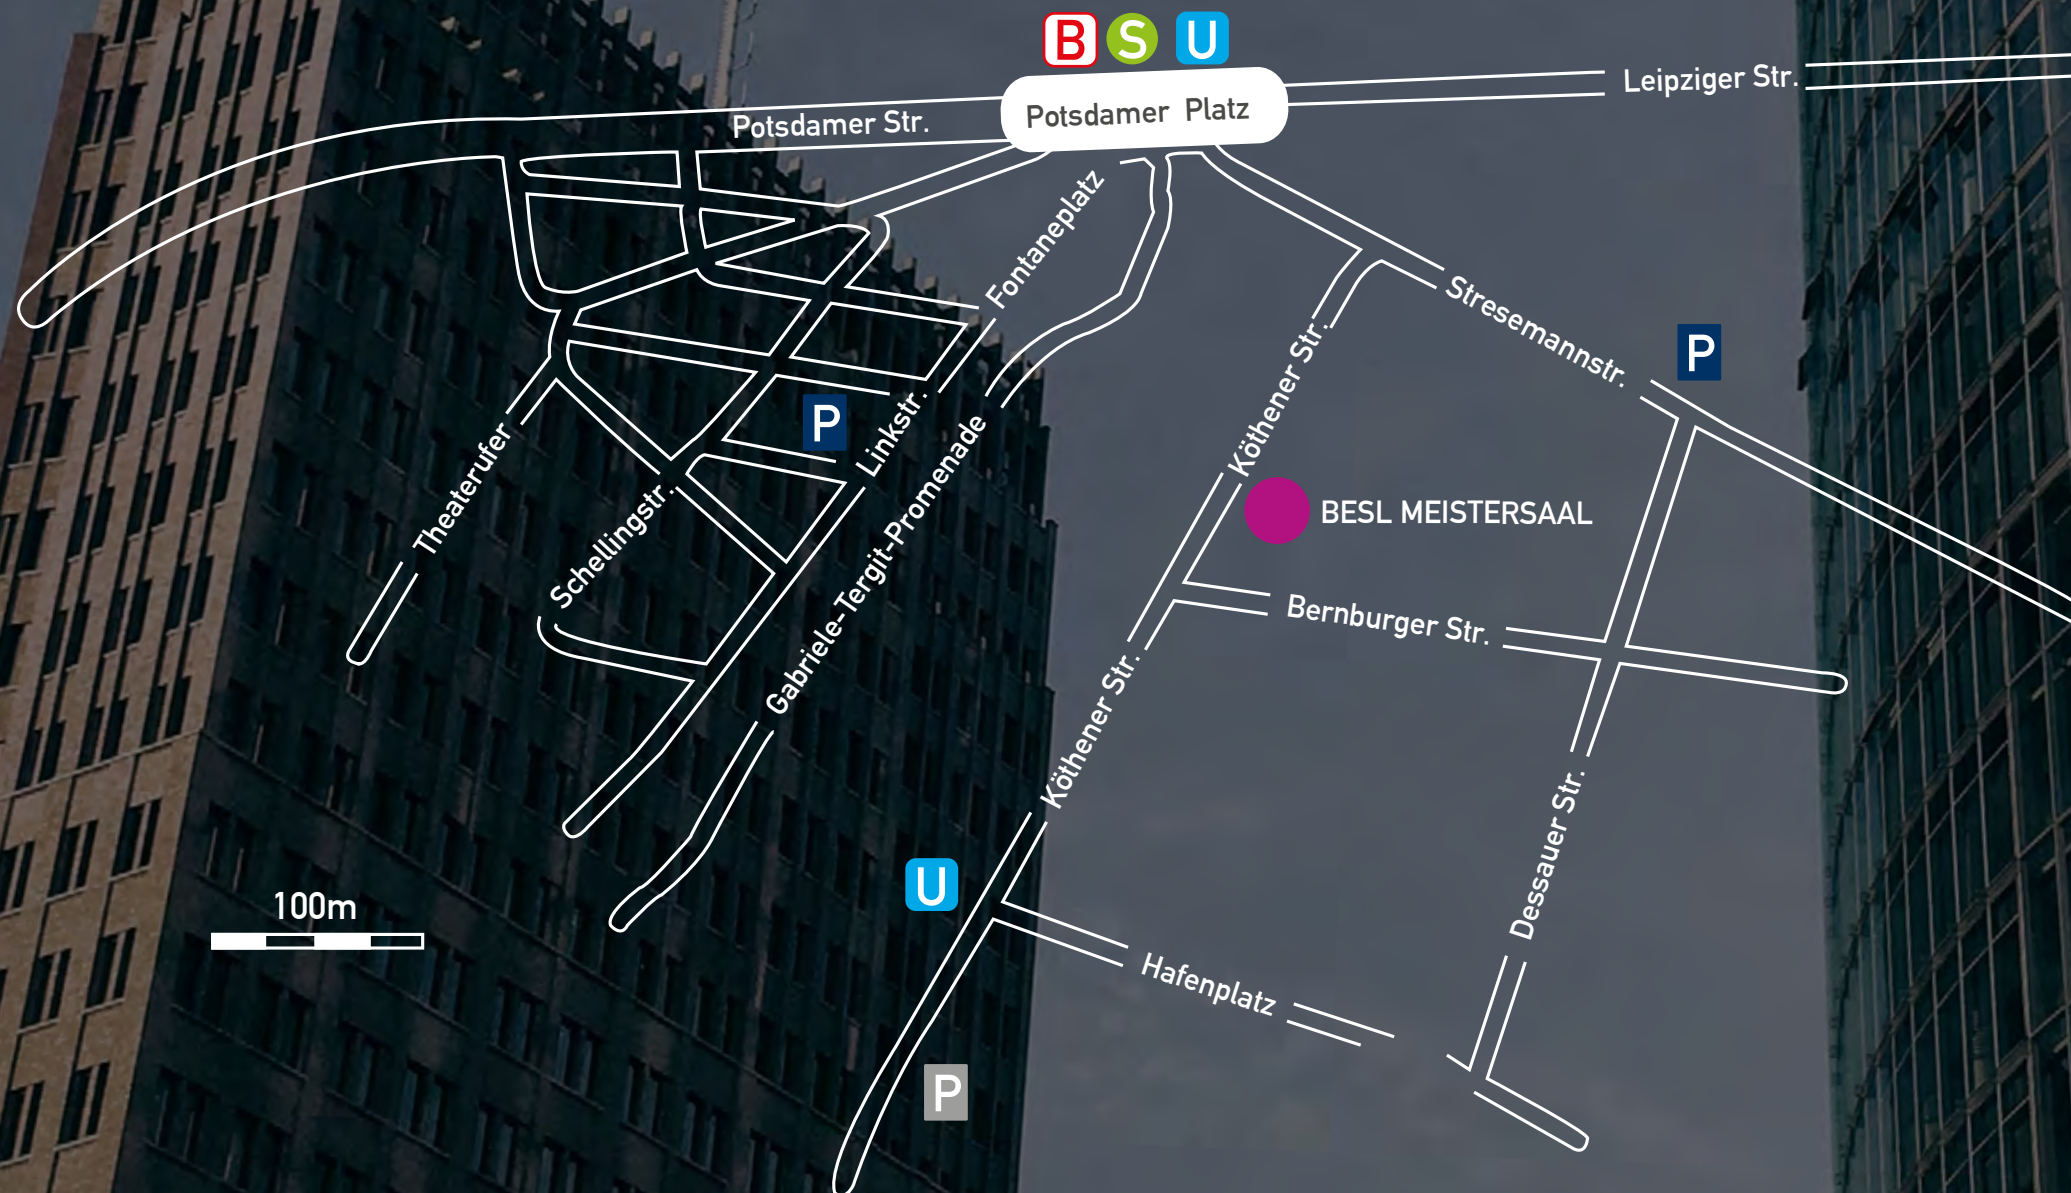 B S U
Potsdamer Platz
Leipziger Str.
Potsdamer Str.
Fontaneplatz
Stresemannstr.
P
Köthener Str.
P
Linkstr.
Theaterufer
Gabriele-Tergit-Promenade
Schellingstr.
BESL MEISTERSAAL
Bernburger Str.
Köthener Str.
Dessauer Str.
U
100m
Hafenplatz
P